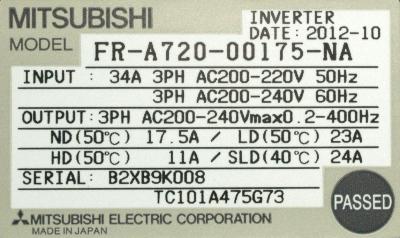 MITSUBISHI
INVERTER
DATE: 2012-10
MODEL FR-A720-00175-NA
INPUT : 34A 3PH AC200-220V 50Hz
3PH AC200-240V 60Hz
OUTPUT: 3PH AC200-240Vmax0.2-400Hz
ND(50℃) 17.5A / LD(50℃) 23A
HD(50℃) 11A / SLD(40℃) 24A
SERIAL: B2XB9K008
TC101A475G73
PASSED
MITSUBISHI ELECTRIC CORPORATION
MADE IN JAPAN